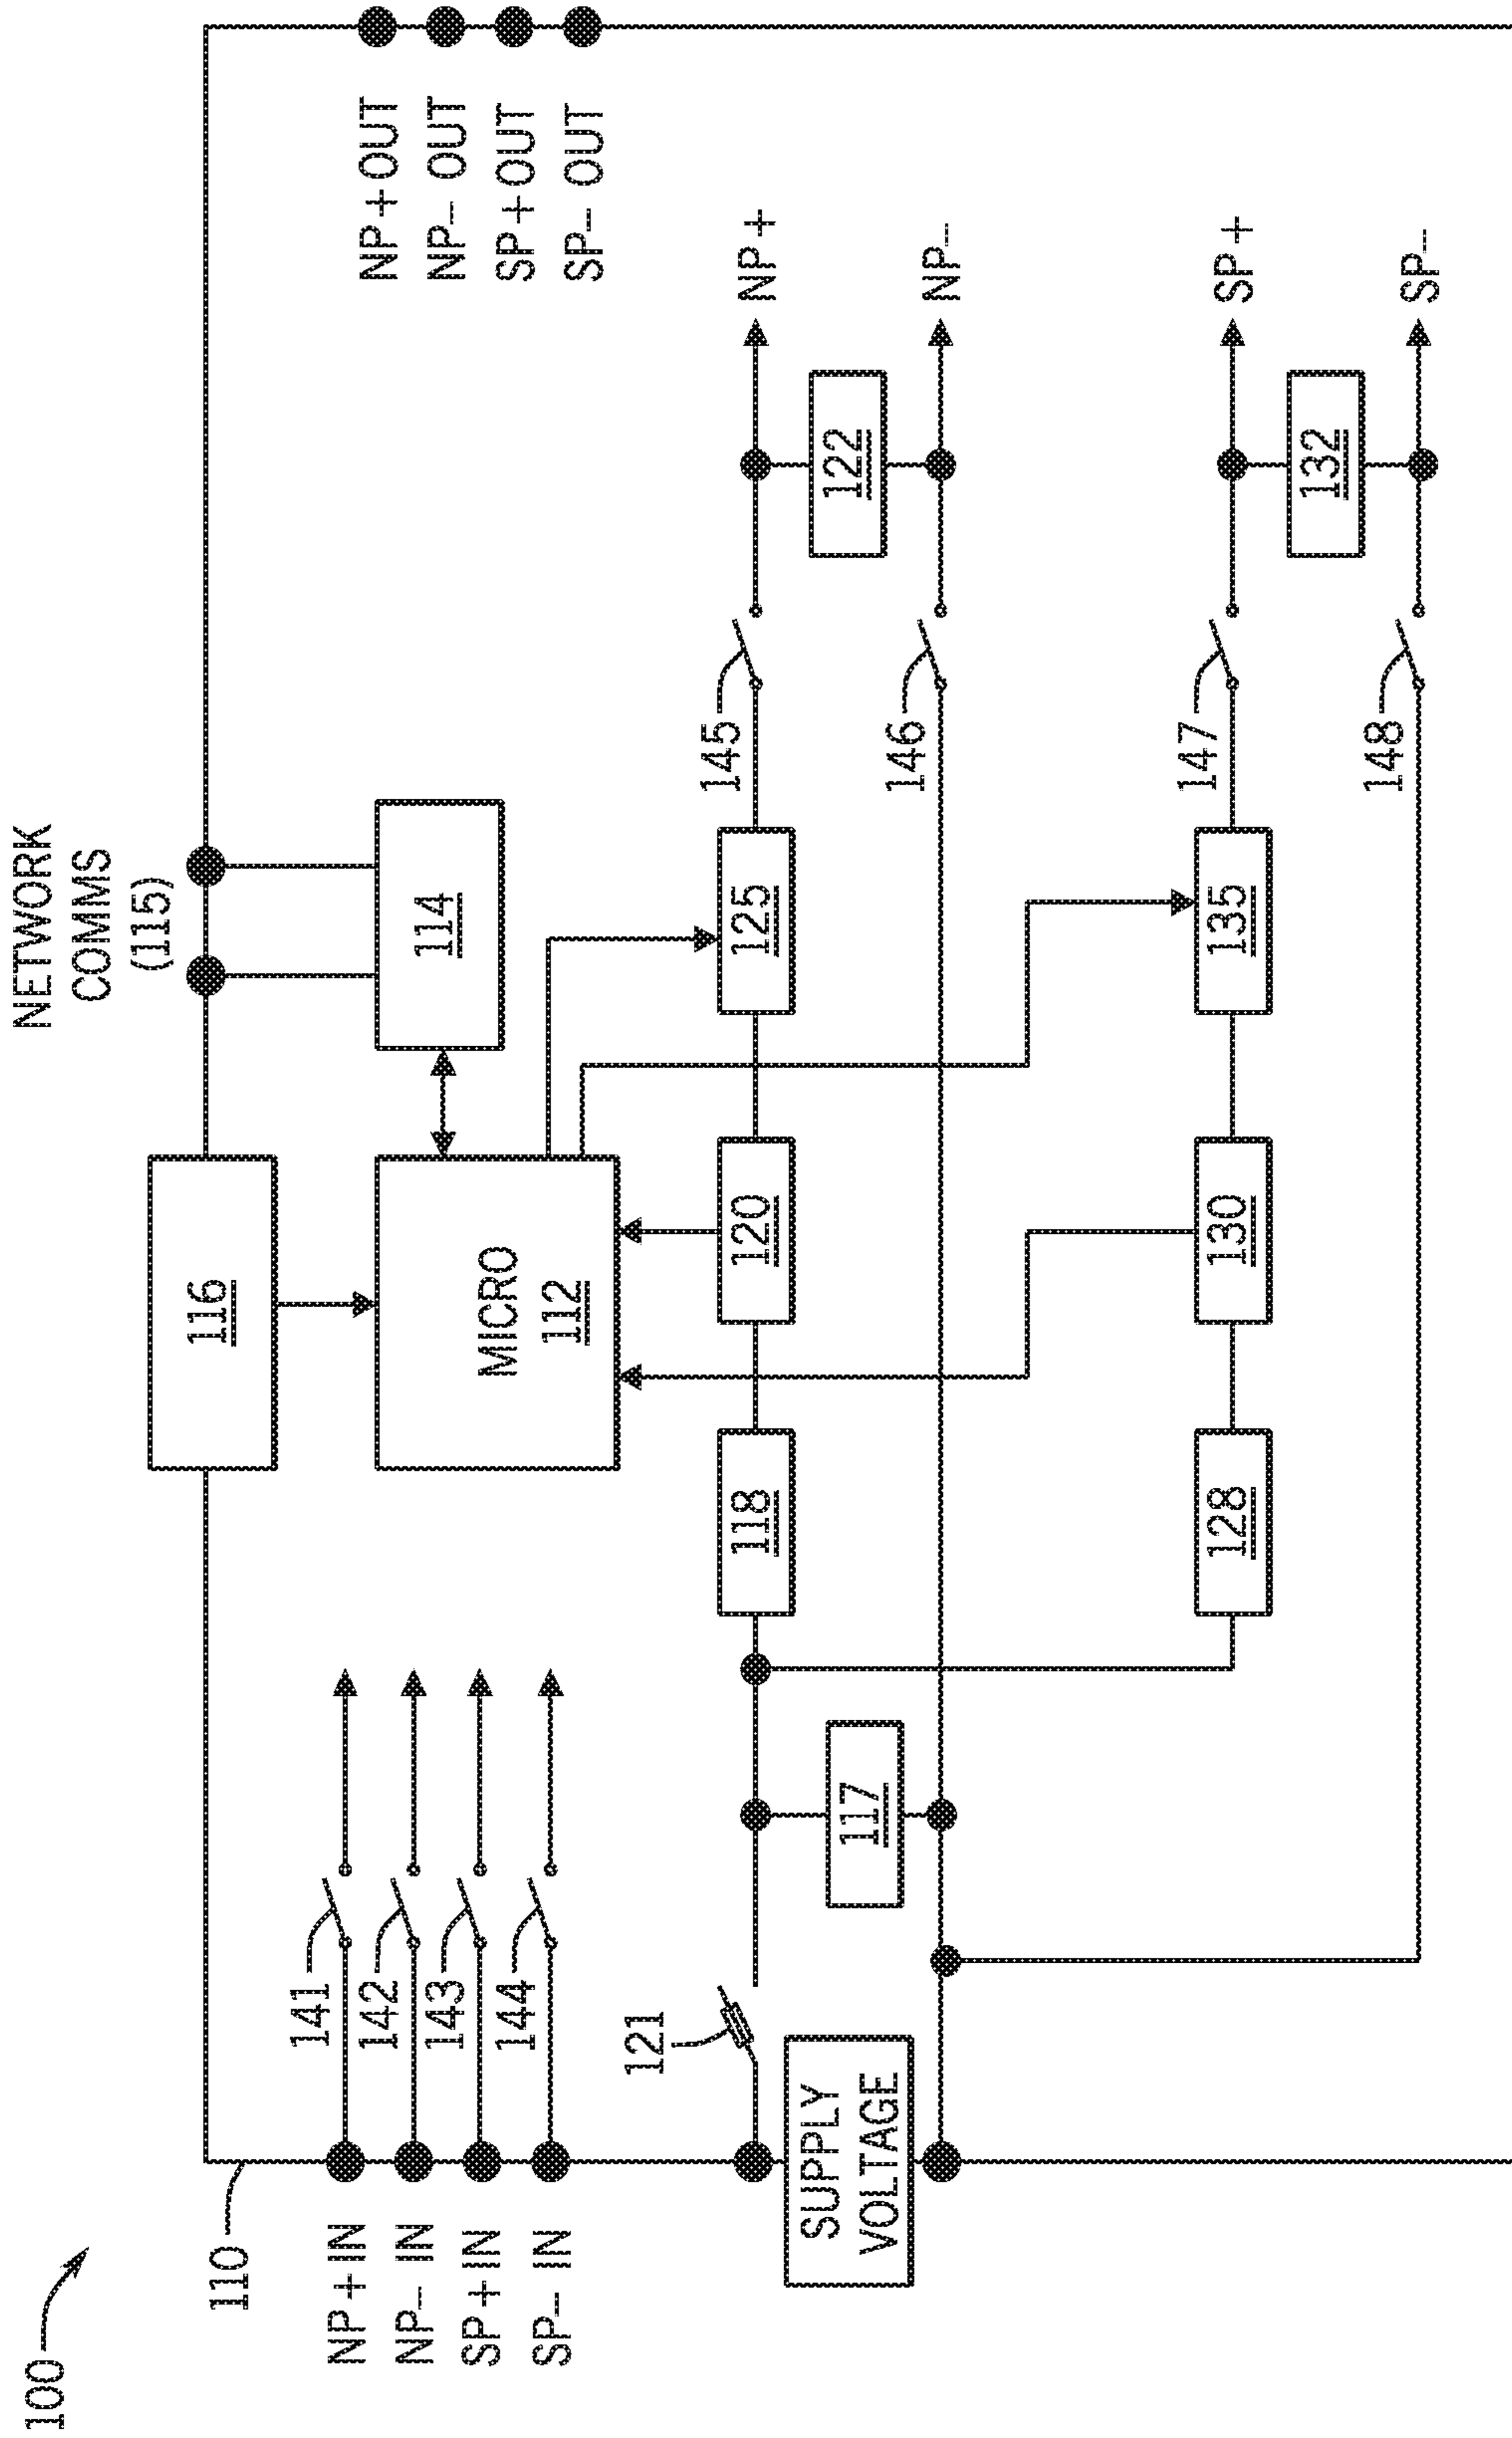 100
110
NETWORK
COMMS
(115)
116
114
MICRO
112
NP+ IN
NP- IN
SP+ IN
SP- IN
141
142
143
144
NP+ OUT
NP- OUT
SP+ OUT
SP- OUT
121
SUPPLY
VOLTAGE
117
118
120
125
145
146
122
NP+
NP-
128
130
135
147
148
132
SP+
SP-